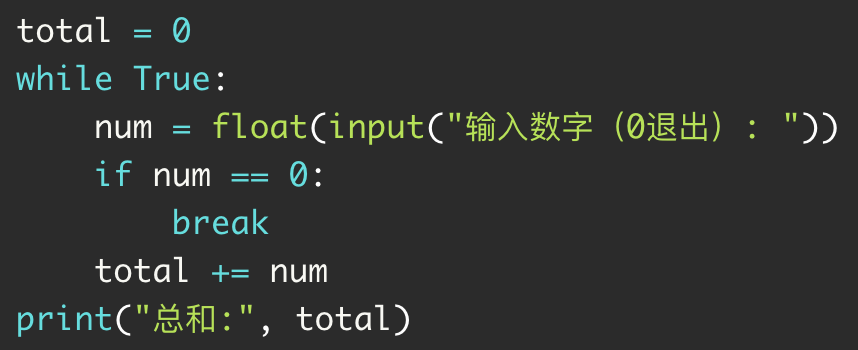 total = 0
while True:
    num = float(input("输入数字（0退出）: "))
    if num == 0:
        break
    total += num
print("总和:", total)